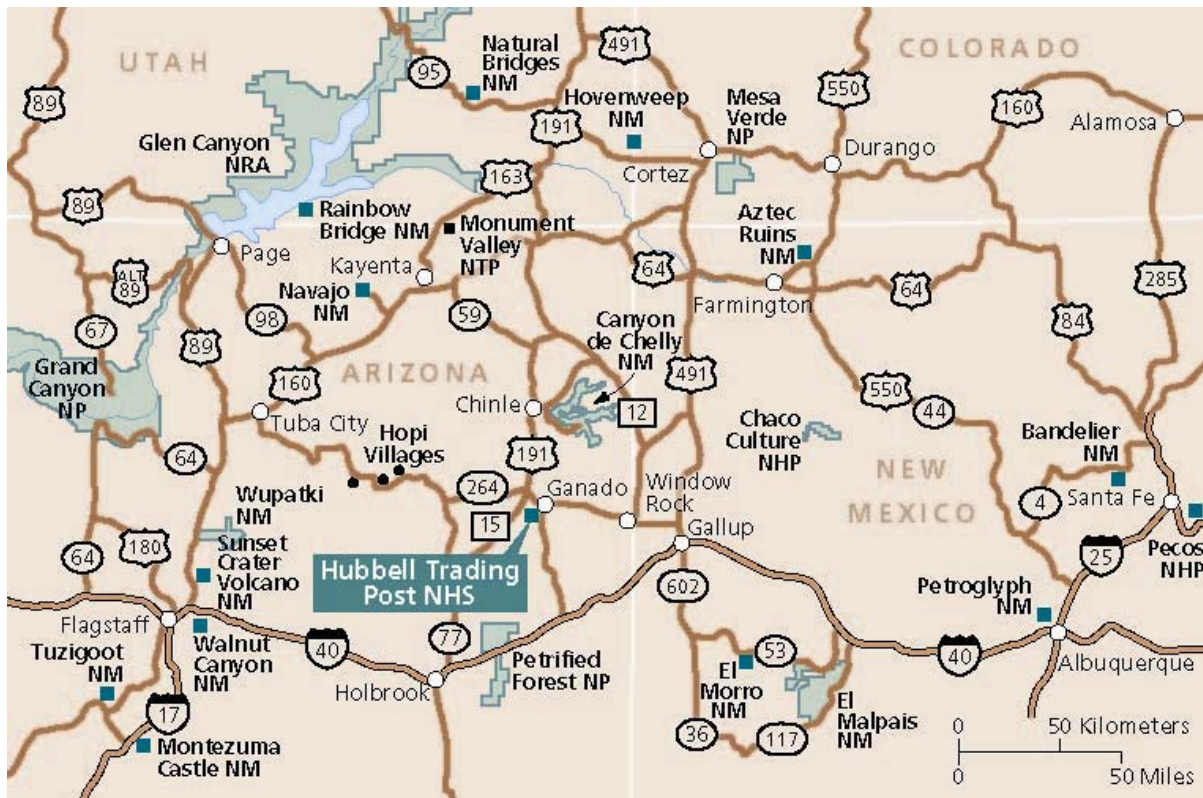 UTAH
COLORADO
ARIZONA
NEW
MEXICO
Natural
Bridges
NM
491
95
89
550
160
Alamosa
Hovenweep
NM
Mesa
Verde
NP
191
Glen Canyon
NRA
163
Cortez
Durango
89
Rainbow
Bridge NM
Monument
Valley
NTP
Aztec
Ruins
NM
Page
Kayenta
ALT
89
Navajo
NM
64
Farmington
64
285
67
98
59
89
Canyon
de Chelly
NM
84
Grand
Canyon
NP
160
491
550
44
Chinle
12
Tuba City
Chaco
Culture
NHP
Bandelier
NM
Hopi
Villages
64
191
264
Ganado
Window
Rock
4
Santa Fe
Wupatki
NM
15
Gallup
64
180
Sunset
Crater
Volcano
NM
Hubbell Trading
Post NHS
602
25
Pecos
NHP
Petroglyph
NM
Flagstaff
Walnut
Canyon
NM
40
77
Petrified
Forest NP
53
40
Albuquerque
Tuzigoot
NM
Holbrook
El
Morro
NM
El
Malpais
NM
17
36
117
Montezuma
Castle NM
0
50 Kilometers
0
50 Miles